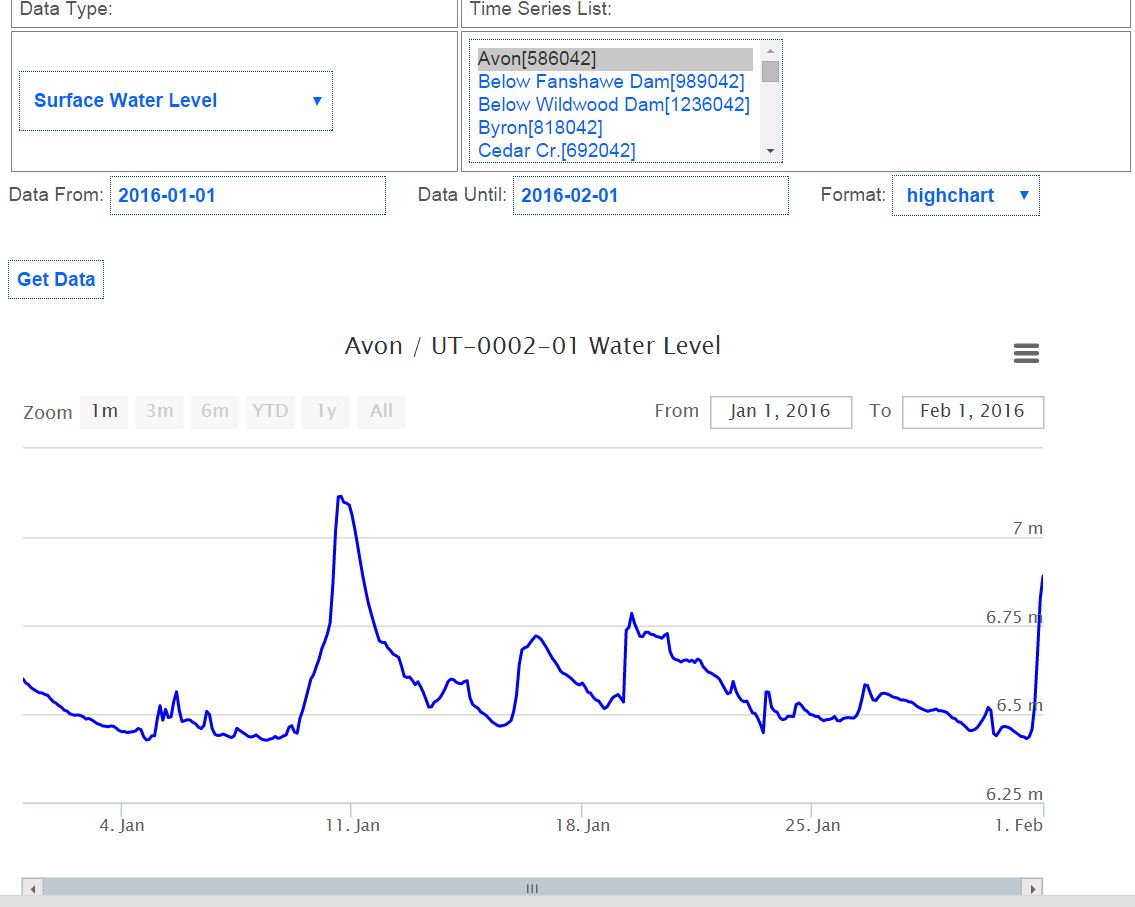 Data Type: Time Series List:
Surface Water Level ▼
Avon[586042]
Below Fanshawe Dam[989042]
Below Wildwood Dam[1236042]
Byron[818042]
Cedar Cr.[692042]
Data From: 2016-01-01 Data Until: 2016-02-01 Format: highchart ▼
Get Data
Avon / UT-0002-01 Water Level
Zoom 1m 3m 6m YTD 1y All From Jan 1, 2016 To Feb 1, 2016
7 m
6.75 m
6.5 m
6.25 m
4. Jan 11. Jan 18. Jan 25. Jan 1. Feb